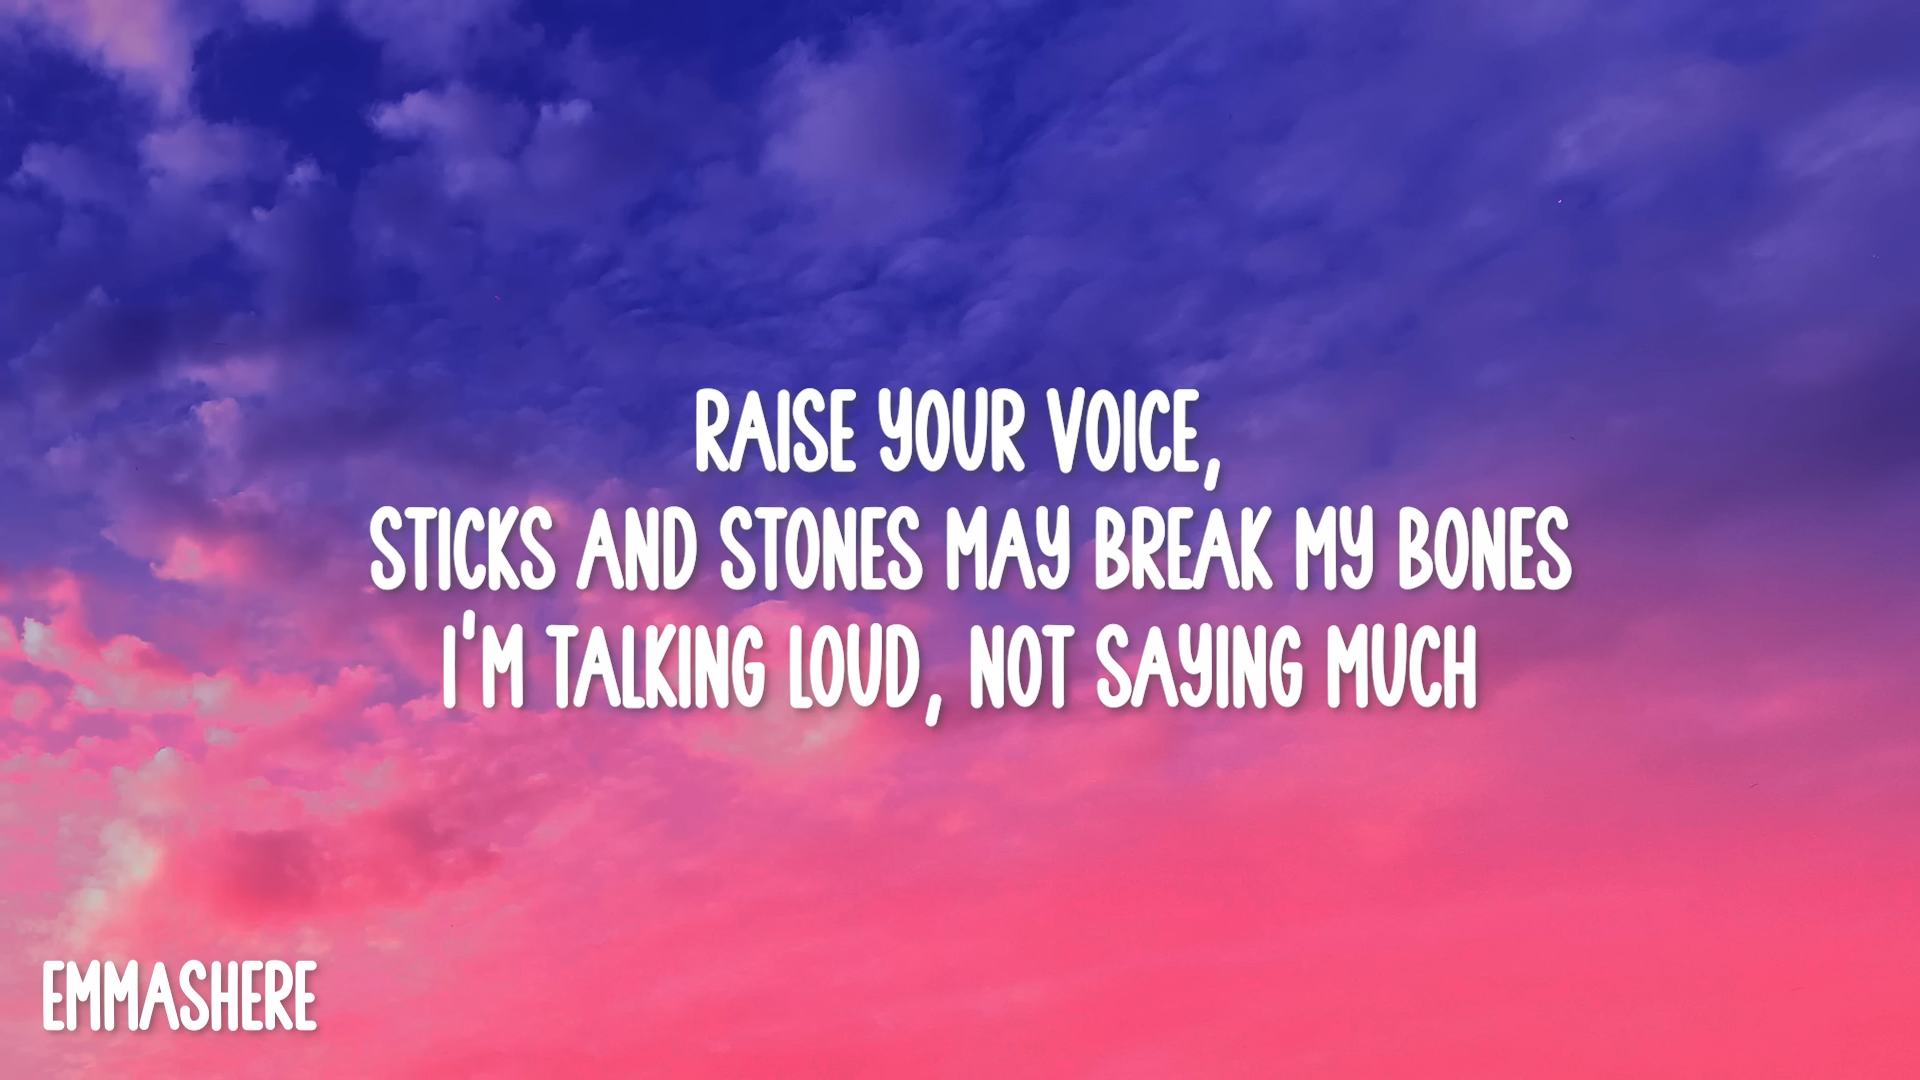 RAISE YOUR VOICE,
STICKS AND STONES MAY BREAK MY BONES
I'M TALKING LOUD, NOT SAYING MUCH
EMMASHERE